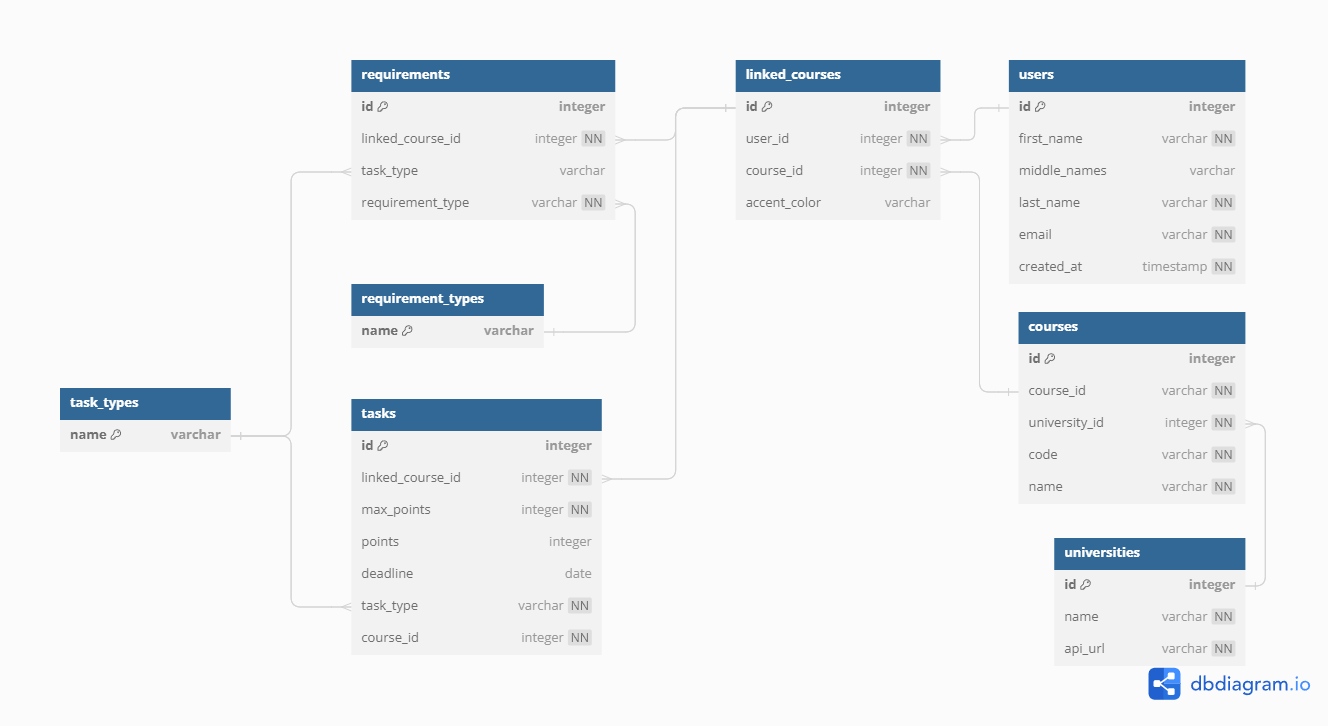 requirements
id integer
linked_course_id integer NN
task_type varchar
requirement_type varchar NN
linked_courses
id integer
user_id integer NN
course_id integer NN
accent_color varchar
users
id integer
first_name varchar NN
middle_names varchar
last_name varchar NN
email varchar NN
created_at timestamp NN
requirement_types
name varchar
courses
id integer
course_id varchar NN
university_id integer NN
code varchar NN
name varchar NN
task_types
name varchar
tasks
id integer
linked_course_id integer NN
max_points integer NN
points integer
deadline date
task_type varchar NN
course_id integer NN
universities
id integer
name varchar NN
api_url varchar NN
dbdiagram.io